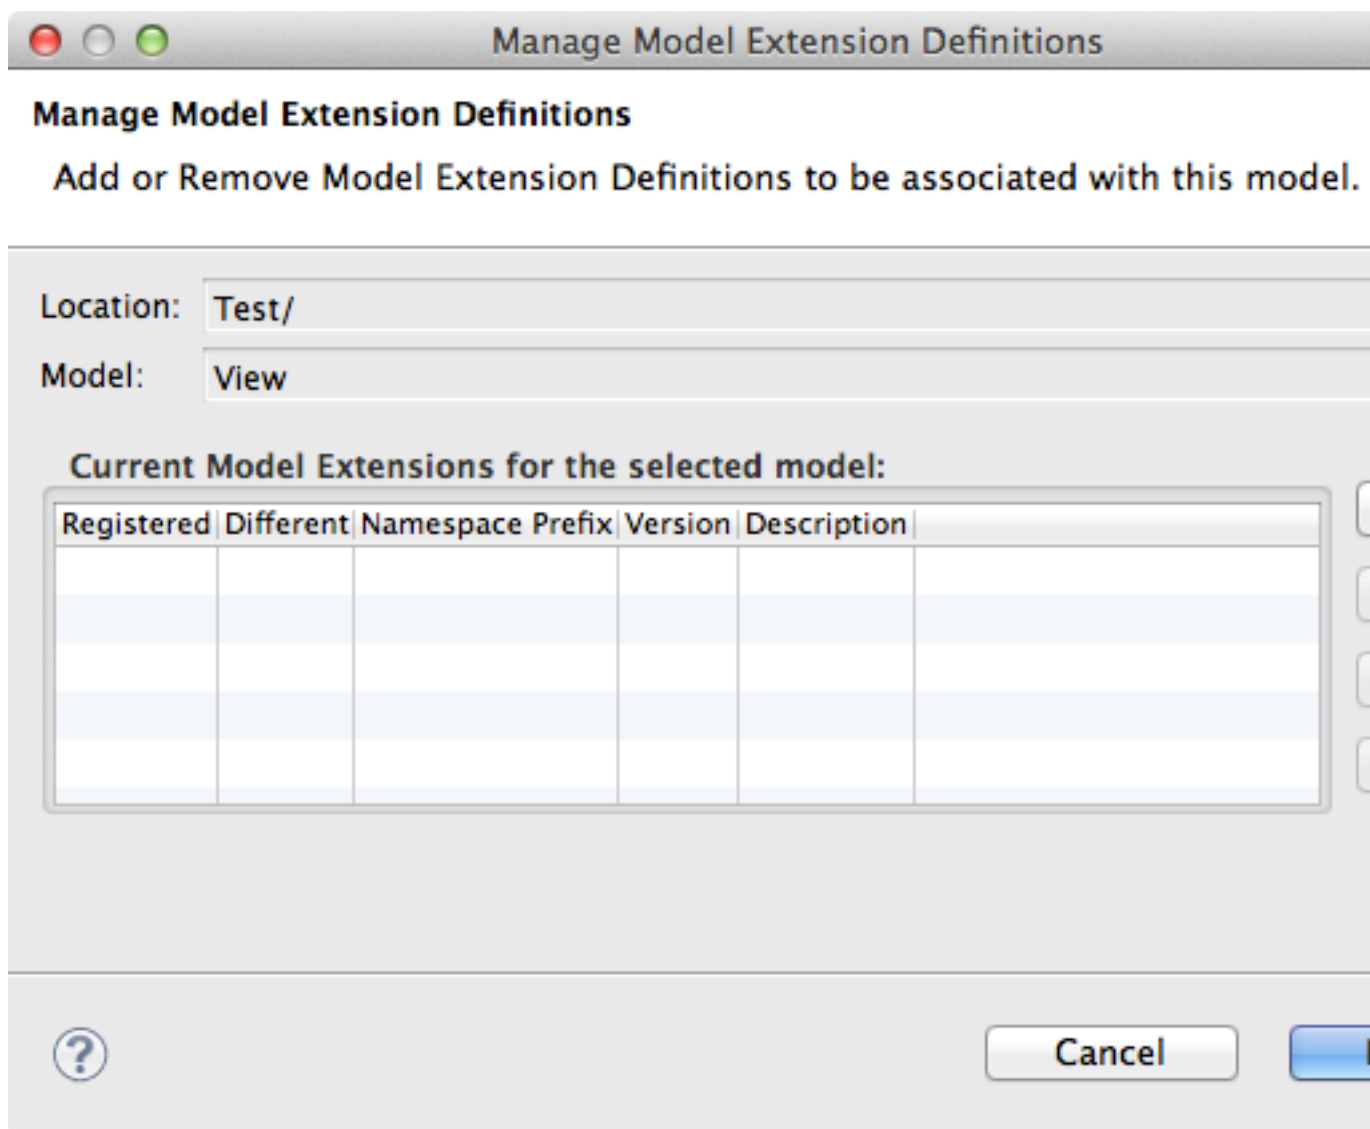 Manage Model Extension Definitions
Manage Model Extension Definitions
Add or Remove Model Extension Definitions to be associated with this model.
Location: Test/
Model: View
Current Model Extensions for the selected model:
Registered Different Namespace Prefix Version Description
Cancel